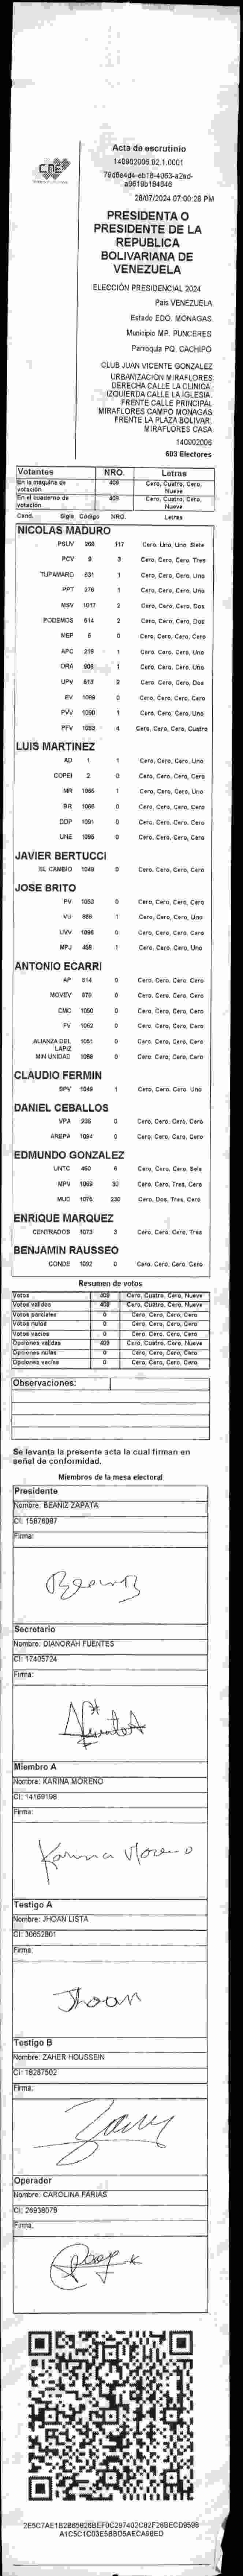 CNE
Acta de escrutinio
140902006.02.1.0001
79d6e4d4-eb18-4063-a2ad-
a9619b184846
28/07/2024 07:00:28 PM
PRESIDENTA O
PRESIDENTE DE LA
REPUBLICA
BOLIVARIANA DE
VENEZUELA
ELECCIÓN PRESIDENCIAL 2024
Pais VENEZUELA
Estado EDO. MONAGAS
Municipio MP. PUNCERES
Parroquia PQ. CACHIPO
CLUB JUAN VICENTE GONZALEZ
URBANIZACIÓN MIRAFLORES
DERECHA CALLE LA CLINICA.
IZQUIERDA CALLE LA IGLESIA.
FRENTE CALLE PRINCIPAL
MIRAFLORES CAMPO MONAGAS
FRENTE LA PLAZA BOLIVAR.
MIRAFLORES CASA
140902006
603 Electores
Votantes NRO. Letras
En la máquina de votación 409 Cero, Cuatro, Cero, Nueve
En el cuaderno de votación 409 Cero, Cuatro, Cero, Nueve
Cand. Sigla Código NRO. Letras
NICOLAS MADURO
PSUV 269 117 Cero, Uno, Uno, Siete
PCV 9 3 Cero, Cero, Cero, Tres
TUPAMARO 531 1 Cero, Cero, Cero, Uno
PPT 276 1 Cero, Cero, Cero, Uno
MSV 1017 2 Cero, Cero, Cero, Dos
PODEMOS 614 2 Cero, Cero, Cero, Dos
MEP 6 0 Cero, Cero, Cero, Cero
APC 219 1 Cero, Cero, Cero, Uno
ORA 906 1 Cero, Cero, Cero, Uno
UPV 513 2 Cero, Cero, Cero, Dos
EV 1089 0 Cero, Cero, Cero, Cero
PVV 1090 1 Cero, Cero, Cero, Uno
PFV 1083 4 Cero, Cero, Cero, Cuatro
LUIS MARTINEZ
AD 1 1 Cero, Cero, Cero, Uno
COPEI 2 0 Cero, Cero, Cero, Cero
MR 1066 1 Cero, Cero, Cero, Uno
BR 1086 0 Cero, Cero, Cero, Cero
DDP 1091 0 Cero, Cero, Cero, Cero
UNE 1095 0 Cero, Cero, Cero, Cero
JAVIER BERTUCCI
EL CAMBIO 1048 0 Cero, Cero, Cero, Cero
JOSE BRITO
PV 1053 0 Cero, Cero, Cero, Cero
VU 868 1 Cero, Cero, Cero, Uno
UVV 1098 0 Cero, Cero, Cero, Cero
MPJ 458 1 Cero, Cero, Cero, Uno
ANTONIO ECARRI
AP 814 0 Cero, Cero, Cero, Cero
MOVEV 879 0 Cero, Cero, Cero, Cero
CMC 1050 0 Cero, Cero, Cero, Cero
FV 1062 0 Cero, Cero, Cero, Cero
ALIANZA DEL LAPIZ 1051 0 Cero, Cero, Cero, Cero
MIN UNIDAD 1088 0 Cero, Cero, Cero, Cero
CLAUDIO FERMIN
SPV 1049 1 Cero, Cero, Cero, Uno
DANIEL CEBALLOS
VPA 236 0 Cero, Cero, Cero, Cero
AREPA 1094 0 Cero, Cero, Cero, Cero
EDMUNDO GONZALEZ
UNTC 460 6 Cero, Cero, Cero, Seis
MPV 1069 30 Cero, Cero, Tres, Cero
MUD 1076 230 Cero, Dos, Tres, Cero
ENRIQUE MARQUEZ
CENTRADOS 1073 3 Cero, Cero, Cero, Tres
BENJAMIN RAUSSEO
CONDE 1092 0 Cero, Cero, Cero, Cero
Resumen de votos
Votos 409 Cero, Cuatro, Cero, Nueve
Votos válidos 409 Cero, Cuatro, Cero, Nueve
Votos parciales 0 Cero, Cero, Cero, Cero
Votos nulos 0 Cero, Cero, Cero, Cero
Votos vacíos 0 Cero, Cero, Cero, Cero
Opciones válidas 409 Cero, Cuatro, Cero, Nueve
Opciones nulas 0 Cero, Cero, Cero, Cero
Opciones vacías 0 Cero, Cero, Cero, Cero
Observaciones:
Se levanta la presente acta la cual firman en
señal de conformidad.
Miembros de la mesa electoral
Presidente
Nombre: BEANIZ ZAPATA
CI: 15876087
Firma:
Beaniz
Secretario
Nombre: DIANORAH FUENTES
CI: 17405724
Firma:
Miembro A
Nombre: KARINA MORENO
CI: 14169196
Firma:
Karina Moreno
Testigo A
Nombre: JHOAN LISTA
CI: 30652801
Firma:
Jhoan
Testigo B
Nombre: ZAHER HOUSSEIN
CI: 18267502
Firma:
Operador
Nombre: CAROLINA FARIAS
CI: 26938078
Firma:
2E5C7AE1B2B65826BEF0C297402C82F26BECD9598
A1C5C1C03E5BBD5AECA98ED